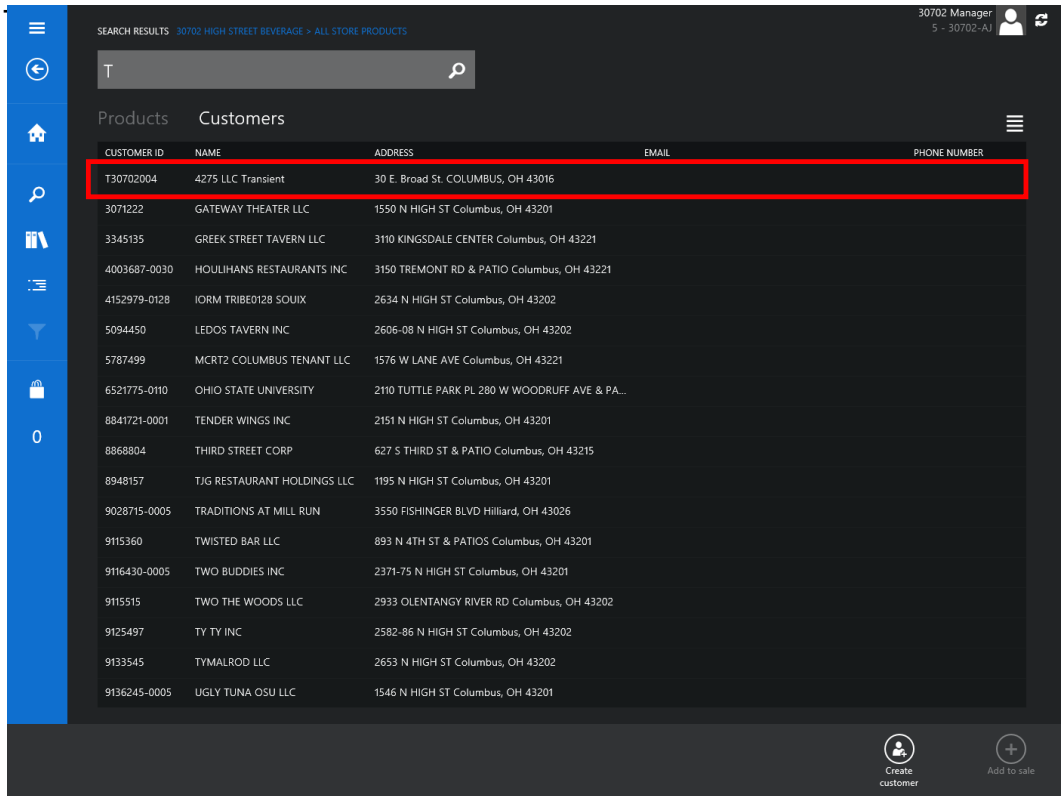 30702 Manager
5 - 30702-AJ
SEARCH RESULTS 30702 HIGH STREET BEVERAGE > ALL STORE PRODUCTS
T
Products Customers
CUSTOMER ID NAME ADDRESS EMAIL PHONE NUMBER
T30702004 4275 LLC Transient 30 E. Broad St. COLUMBUS, OH 43016
3071222 GATEWAY THEATER LLC 1550 N HIGH ST Columbus, OH 43201
3345135 GREEK STREET TAVERN LLC 3110 KINGSDALE CENTER Columbus, OH 43221
4003687-0030 HOULIHANS RESTAURANTS INC 3150 TREMONT RD & PATIO Columbus, OH 43221
4152979-0128 IORM TRIBE0128 SOUIX 2634 N HIGH ST Columbus, OH 43202
5094450 LEDOS TAVERN INC 2606-08 N HIGH ST Columbus, OH 43202
5787499 MCRT2 COLUMBUS TENANT LLC 1576 W LANE AVE Columbus, OH 43221
6521775-0110 OHIO STATE UNIVERSITY 2110 TUTTLE PARK PL 280 W WOODRUFF AVE & PA...
8841721-0001 TENDER WINGS INC 2151 N HIGH ST Columbus, OH 43201
8868804 THIRD STREET CORP 627 S THIRD ST & PATIO Columbus, OH 43215
8948157 TJG RESTAURANT HOLDINGS LLC 1195 N HIGH ST Columbus, OH 43201
9028715-0005 TRADITIONS AT MILL RUN 3550 FISHINGER BLVD Hilliard, OH 43026
9115360 TWISTED BAR LLC 893 N 4TH ST & PATIOS Columbus, OH 43201
9116430-0005 TWO BUDDIES INC 2371-75 N HIGH ST Columbus, OH 43201
9115515 TWO THE WOODS LLC 2933 OLENTANGY RIVER RD Columbus, OH 43202
9125497 TY TY INC 2582-86 N HIGH ST Columbus, OH 43202
9133545 TYMALROD LLC 2653 N HIGH ST Columbus, OH 43202
9136245-0005 UGLY TUNA OSU LLC 1546 N HIGH ST Columbus, OH 43201
0
Create customer
Add to sale